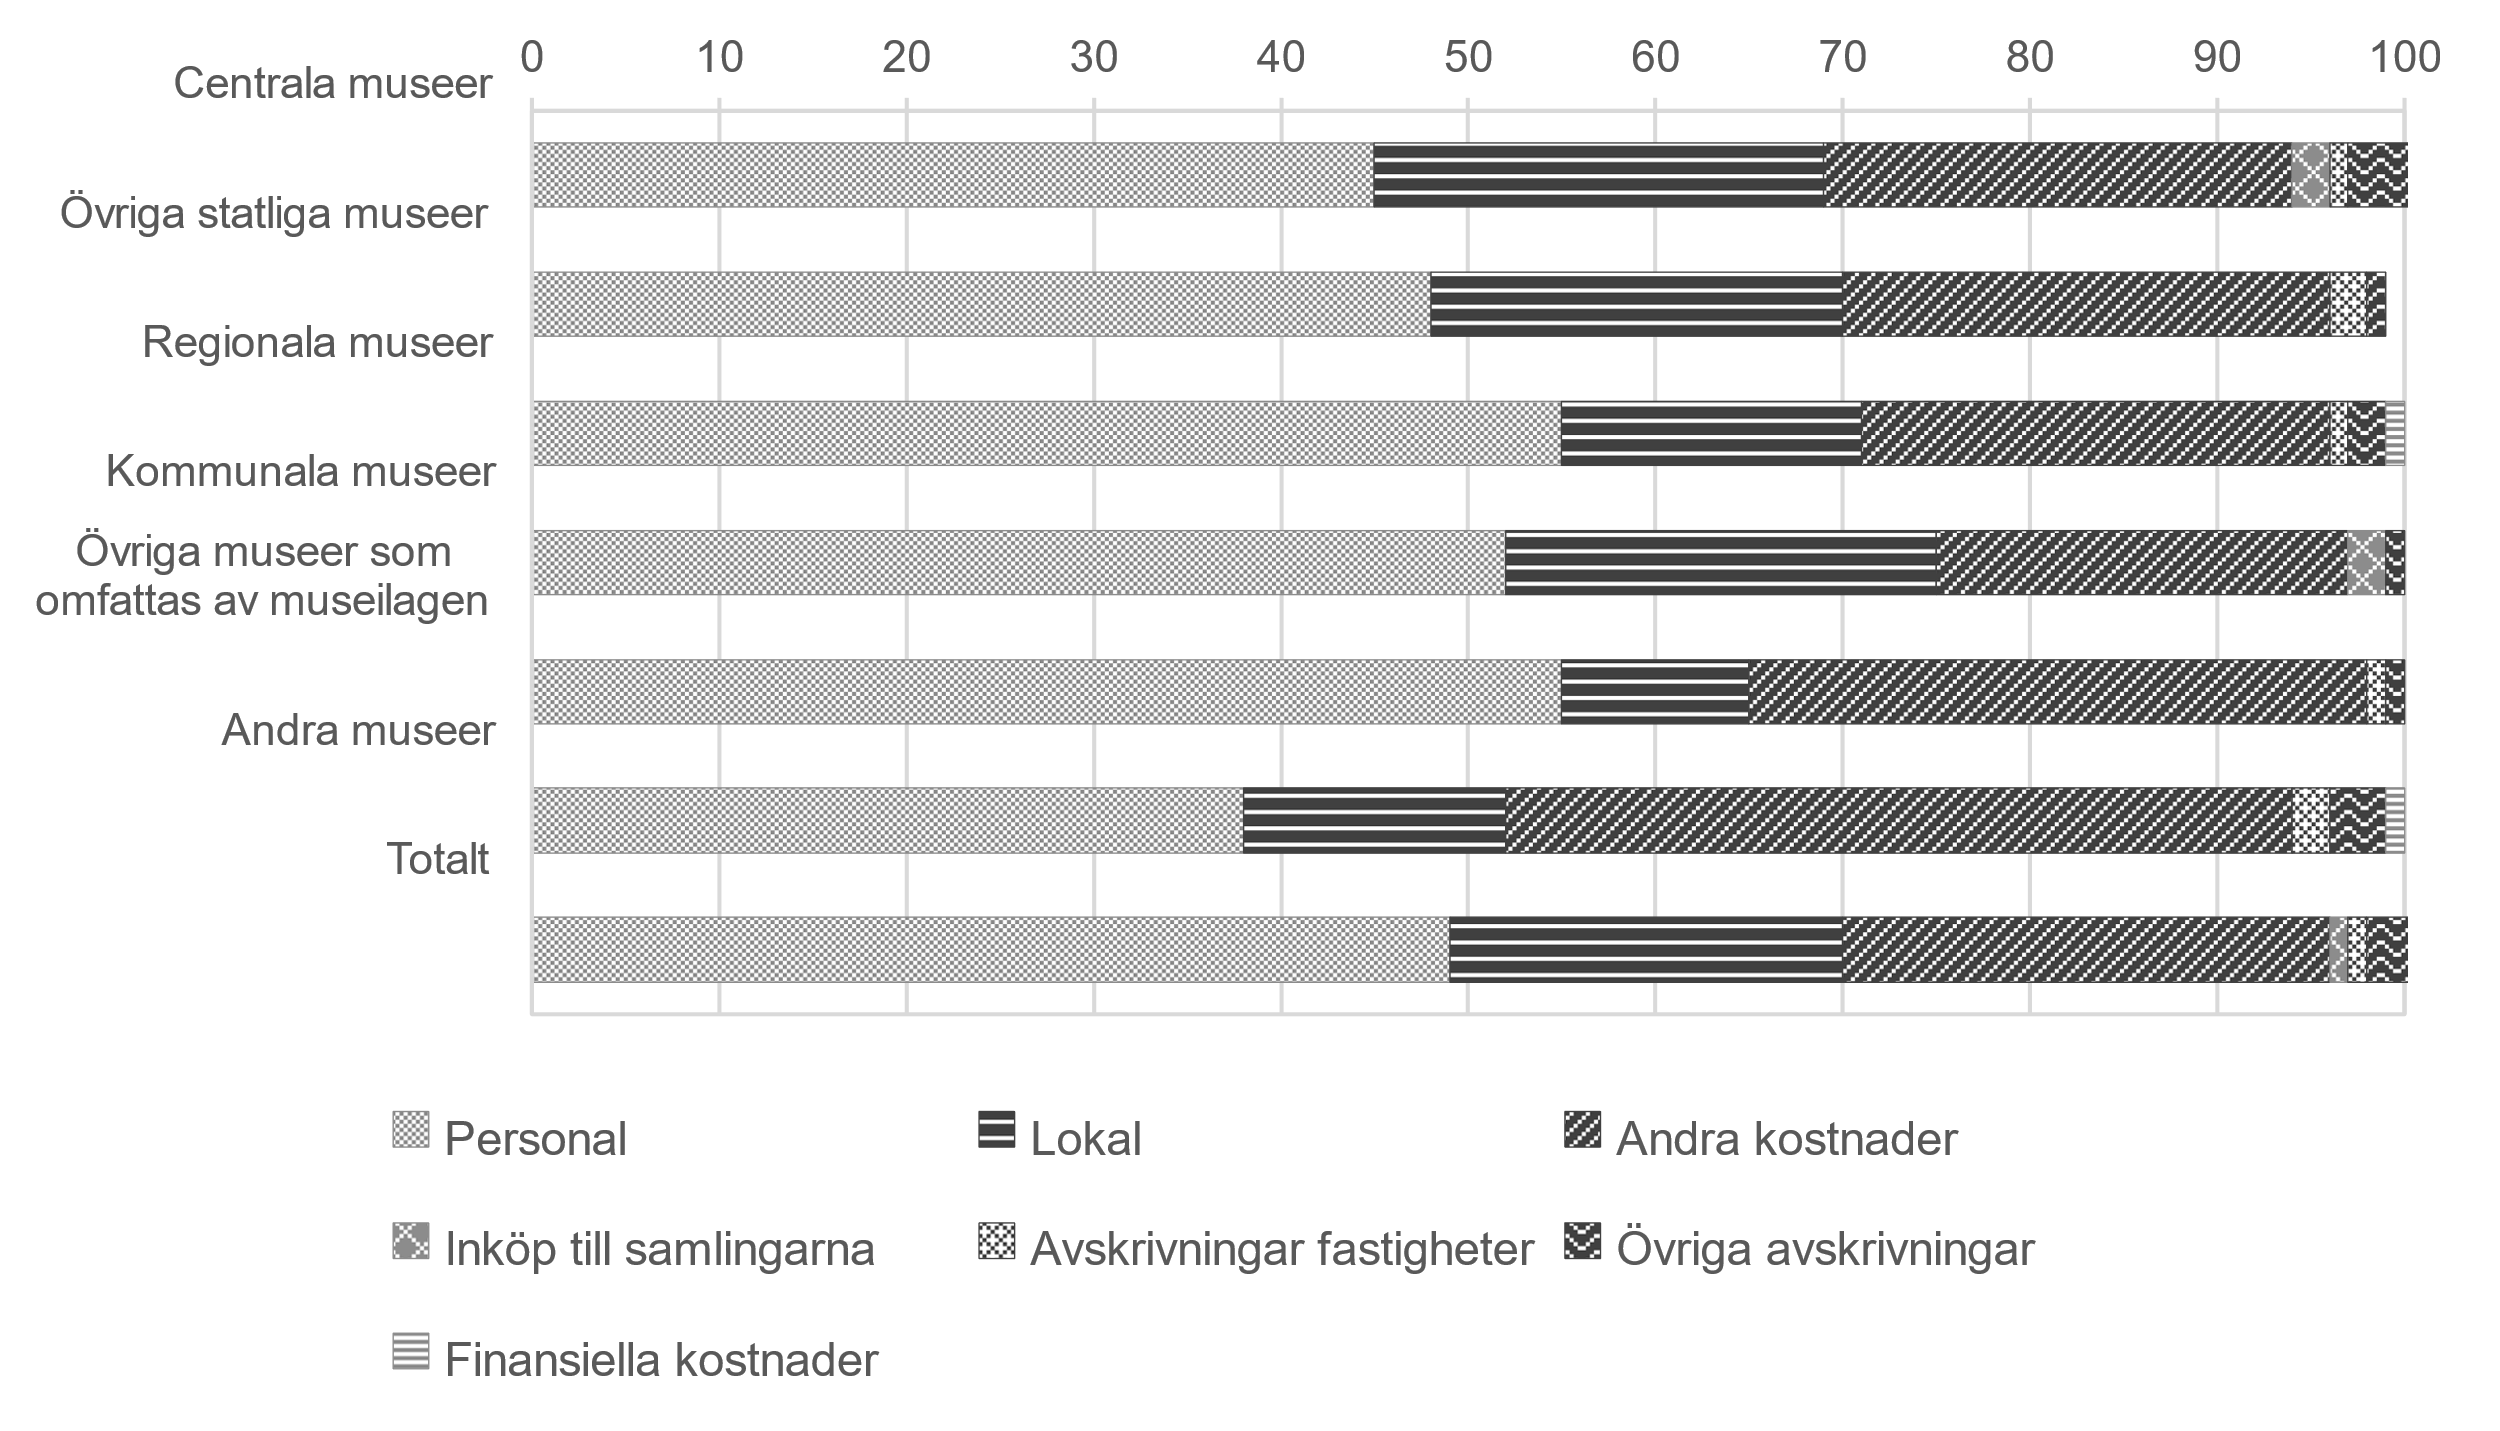 0 10 20 30 40 50 60 70 80 90 100
Centrala museer
Övriga statliga museer
Regionala museer
Kommunala museer
Övriga museer som
omfattas av museilagen
Andra museer
Totalt
Personal
Lokal
Andra kostnader
Inköp till samlingarna
Avskrivningar fastigheter
Övriga avskrivningar
Finansiella kostnader